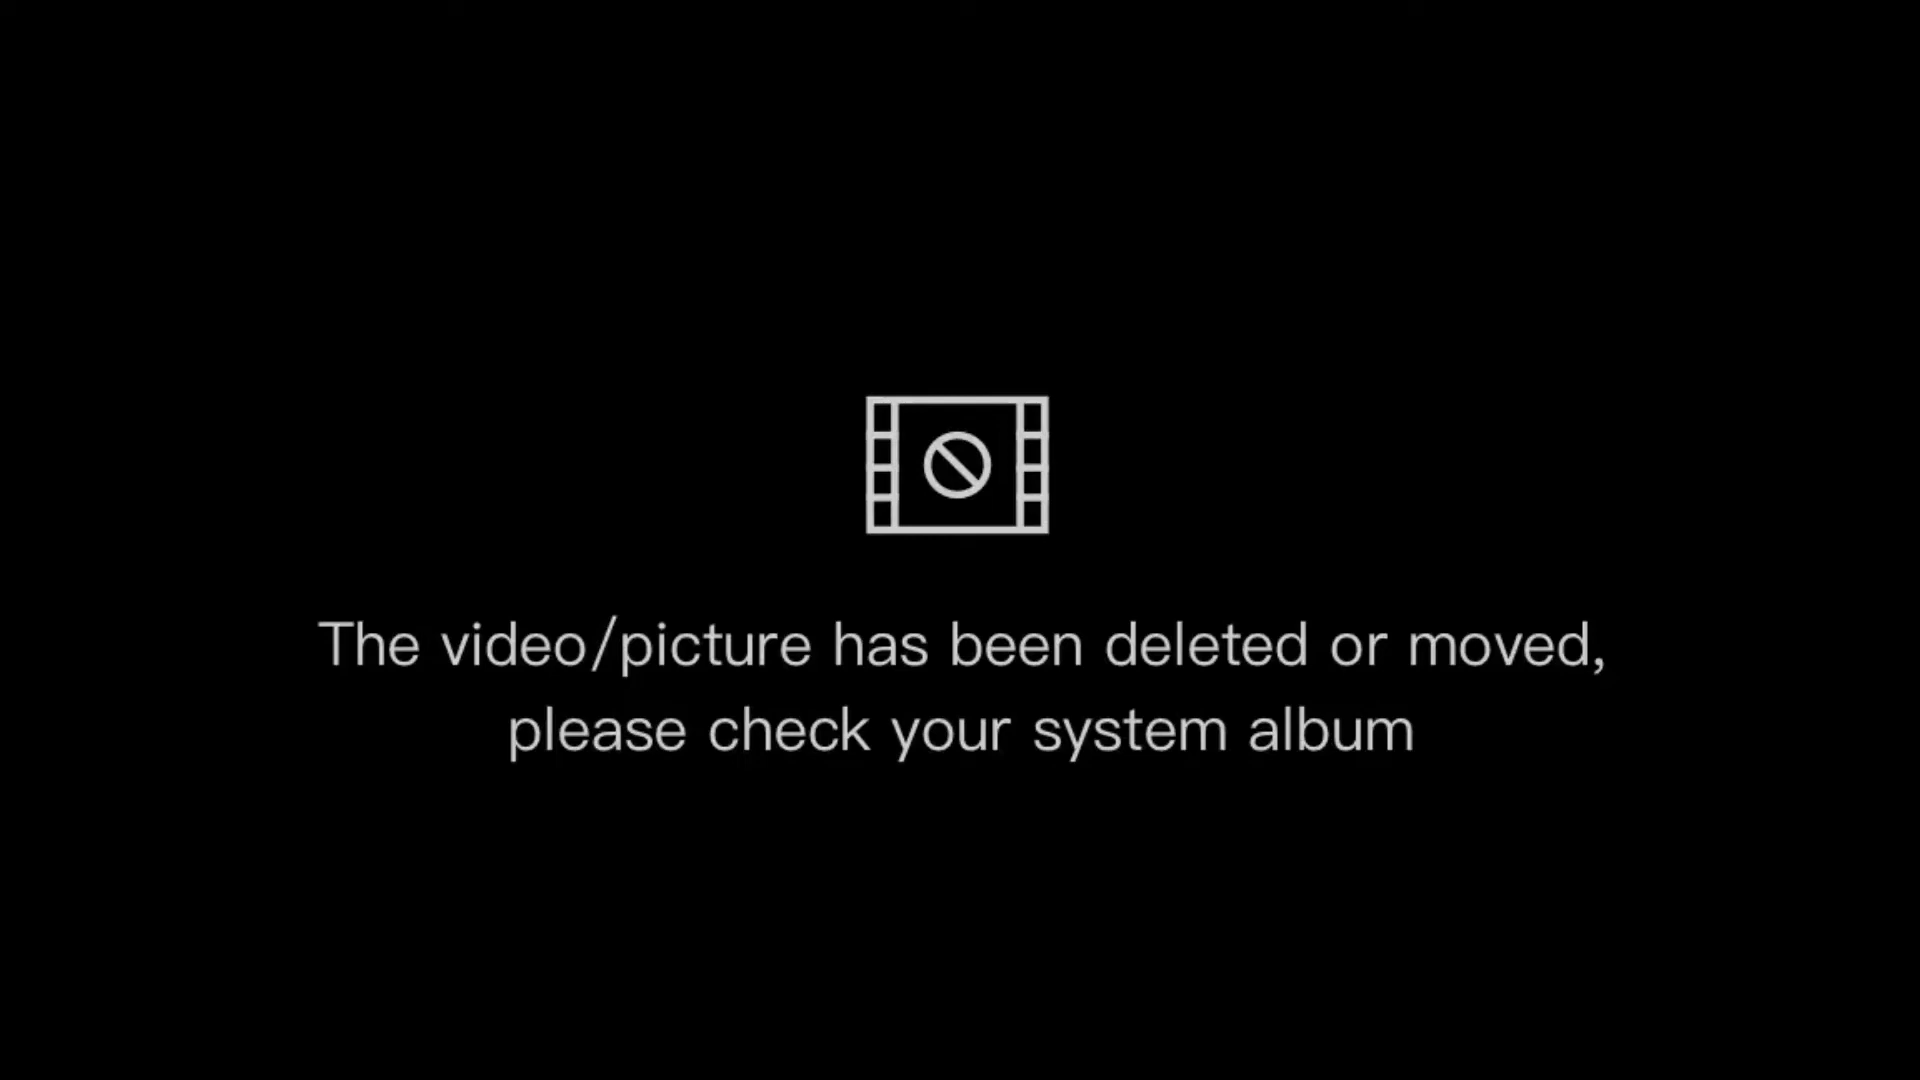 The video/picture has been deleted or moved,
please check your system album